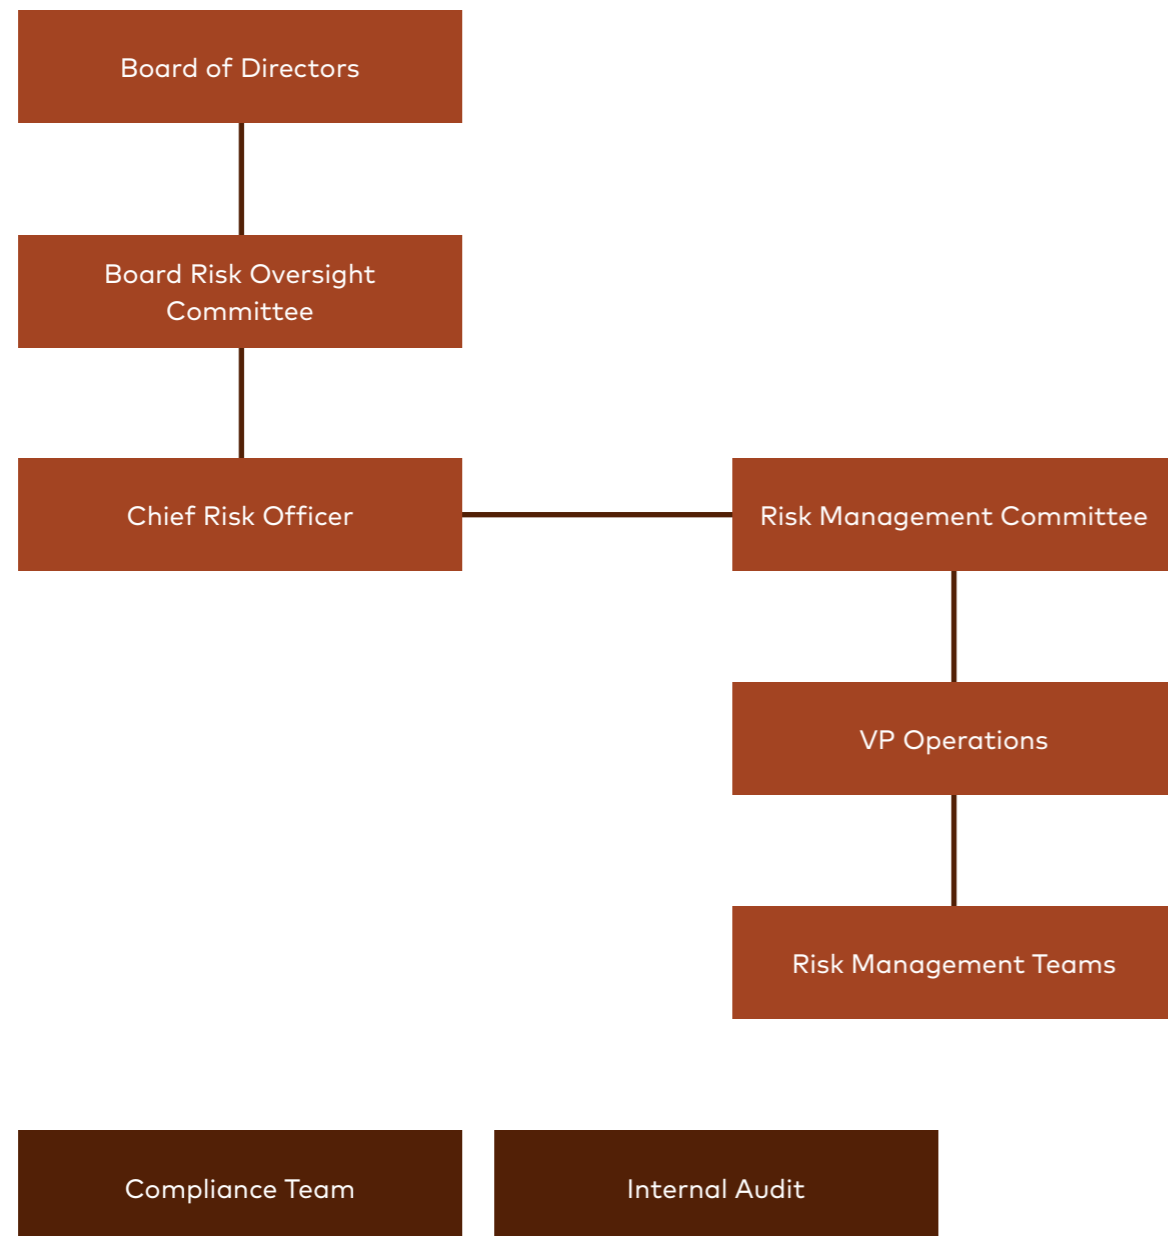 Board of Directors
Board Risk Oversight
Committee
Chief Risk Officer
Risk Management Committee
VP Operations
Risk Management Teams
Compliance Team
Internal Audit